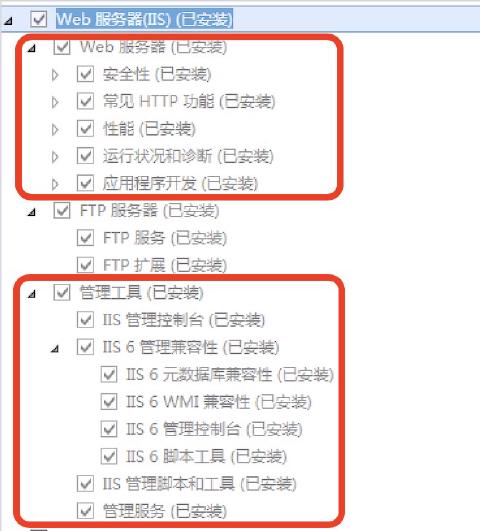 Web 服务器(IIS) (已安装)
Web 服务器 (已安装)
安全性 (已安装)
常见 HTTP 功能 (已安装)
性能 (已安装)
运行状况和诊断 (已安装)
应用程序开发 (已安装)
FTP 服务器 (已安装)
FTP 服务 (已安装)
FTP 扩展 (已安装)
管理工具 (已安装)
IIS 管理控制台 (已安装)
IIS 6 管理兼容性 (已安装)
IIS 6 元数据库兼容性 (已安装)
IIS 6 WMI 兼容性 (已安装)
IIS 6 管理控制台 (已安装)
IIS 6 脚本工具 (已安装)
IIS 管理脚本和工具 (已安装)
管理服务 (已安装)